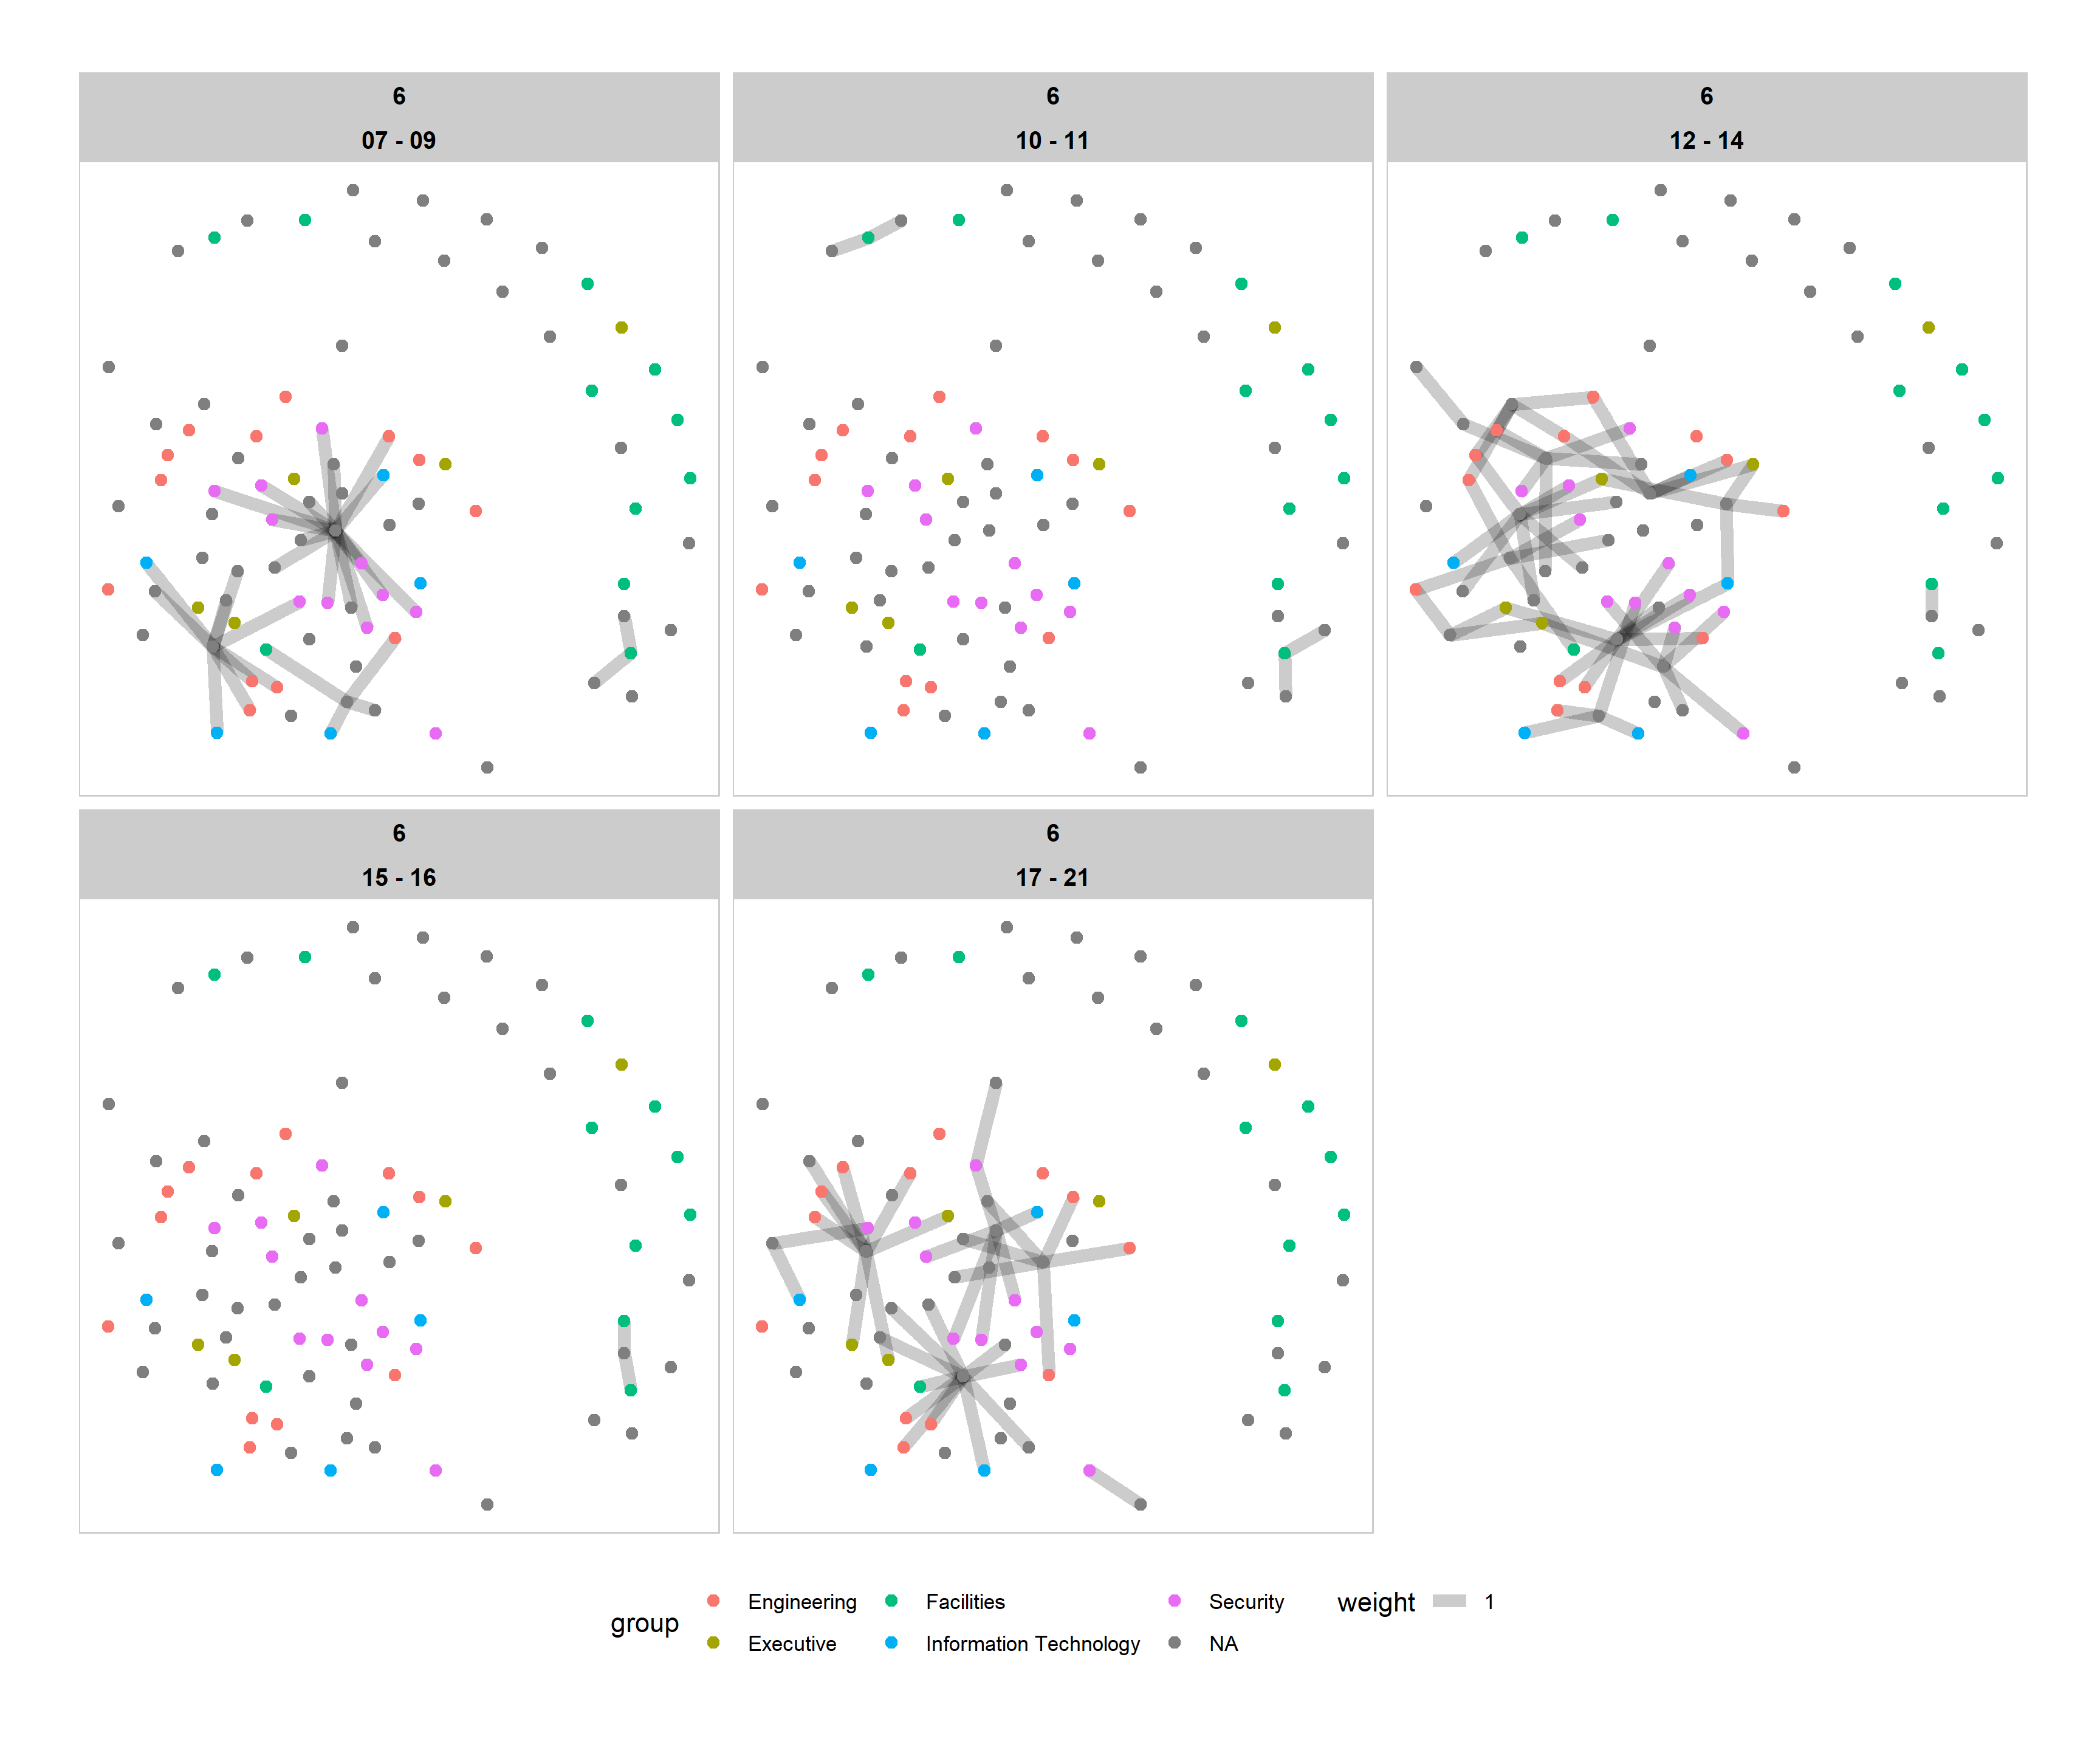 6
07 - 09
6
10 - 11
6
12 - 14
6
15 - 16
6
17 - 21
group
Engineering
Executive
Facilities
Information Technology
Security
NA
weight
1